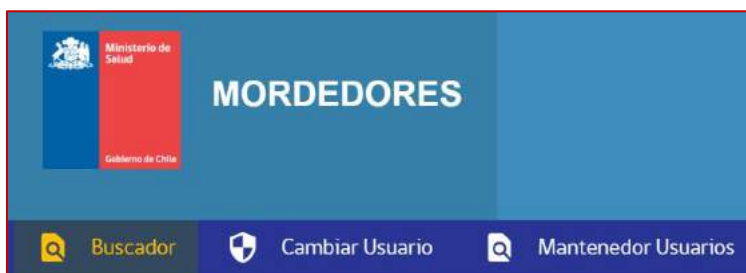 Ministerio de
Salud
MORDEDORES
Gobierno de Chile
Buscador
Cambiar Usuario
Mantenedor Usuarios